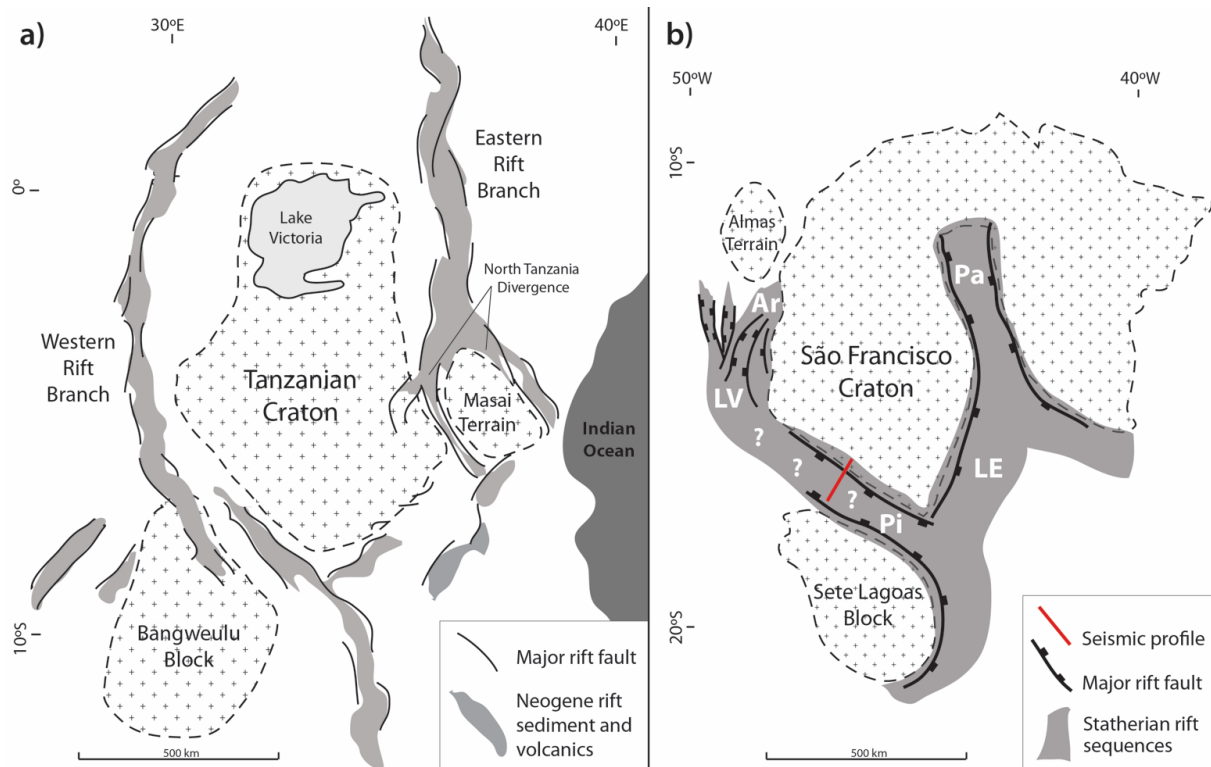 a)
30ºE
40ºE
0º
10ºS
Eastern
Rift
Branch
Lake
Victoria
North Tanzania
Divergence
Western
Rift
Branch
Tanzanian
Craton
Masai
Terrain
Indian
Ocean
Bangweulu
Block
Major rift fault
Neogene rift
sediment and
volcanics
500 km
b)
50ºW
40ºW
10ºS
20ºS
Almas
Terrain
Ar
Pa
São Francisco
Craton
LV
?
?
?
LE
Pi
Sete Lagoas
Block
Seismic profile
Major rift fault
Statherian rift
sequences
500 km